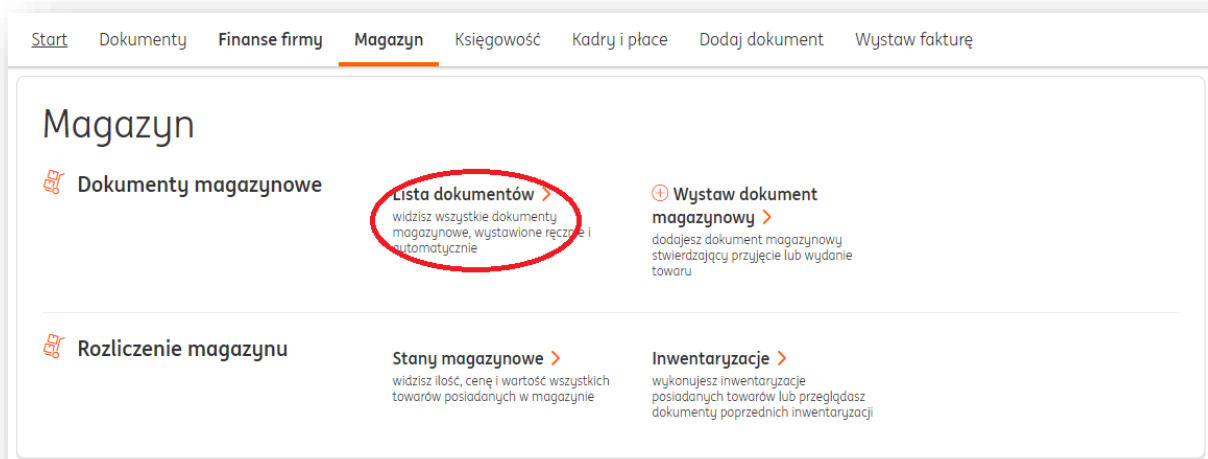 Start Dokumenty Finanse firmy Magazyn Księgowość Kadry i płace Dodaj dokument Wystaw fakturę
Magazyn
Dokumenty magazynowe
Lista dokumentów
widzisz wszystkie dokumenty
magazynowe, wystawione ręcznie i
automatycznie
Wystaw dokument
magazynowy
dodajesz dokument magazynowy
stwierdzający przyjęcie lub wydanie
towaru
Rozliczenie magazynu
Stany magazynowe
widzisz ilość, cenę i wartość wszystkich
towarów posiadanych w magazynie
Inwentaryzacje
wykonujesz inwentaryzacje
posiadanych towarów lub przeglądasz
dokumenty poprzednich inwentaryzacji